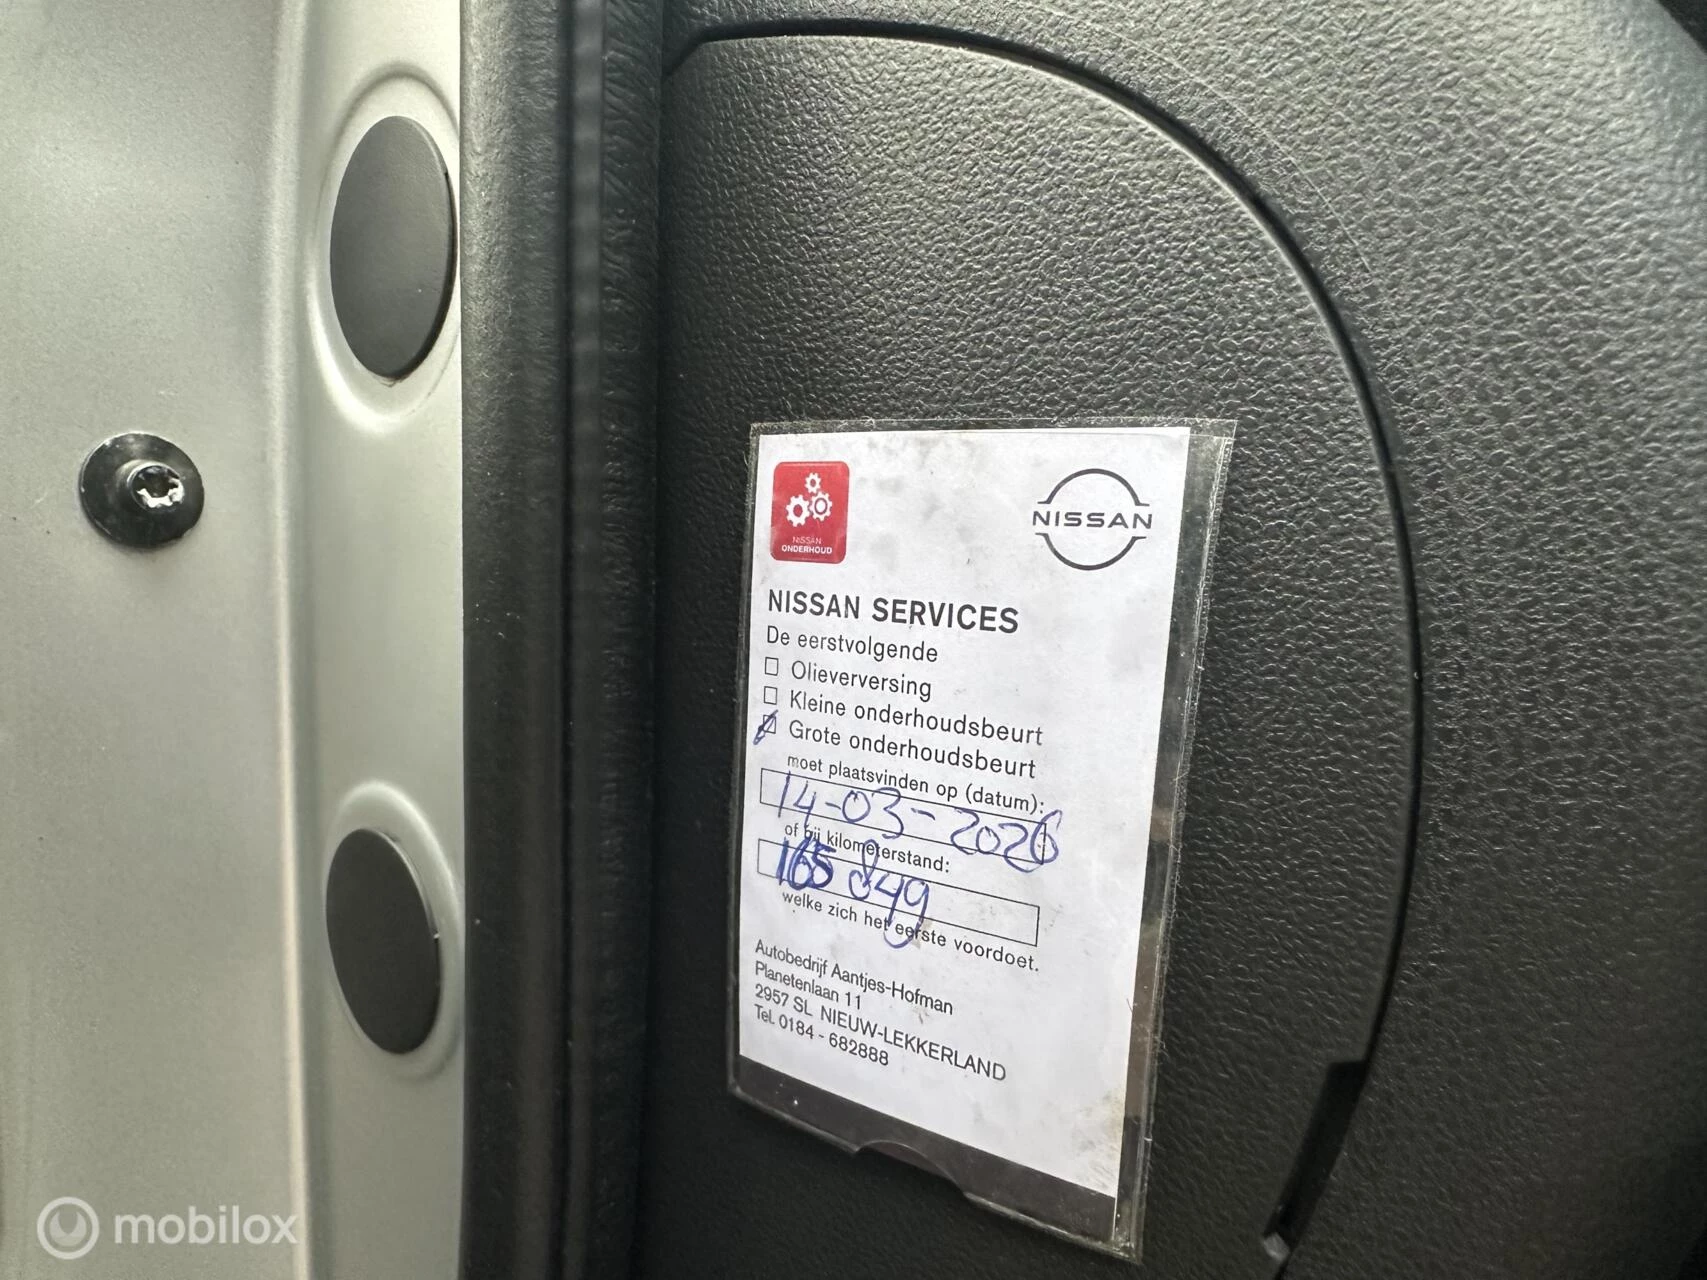 NISSAN
ONDERHOUD
NISSAN
NISSAN SERVICES
De eerstvolgende
Olieverversing
Kleine onderhoudsbeurt
Grote onderhoudsbeurt
moet plaatsvinden op (datum):
14-03-2026
of bij kilometerstand:
165 849
welke zich het eerste voordoet.
Autobedrijf Aantjes-Hofman
Planetenlaan 11
2957 SL NIEUW-LEKKERLAND
Tel. 0184 - 682888
mobilox